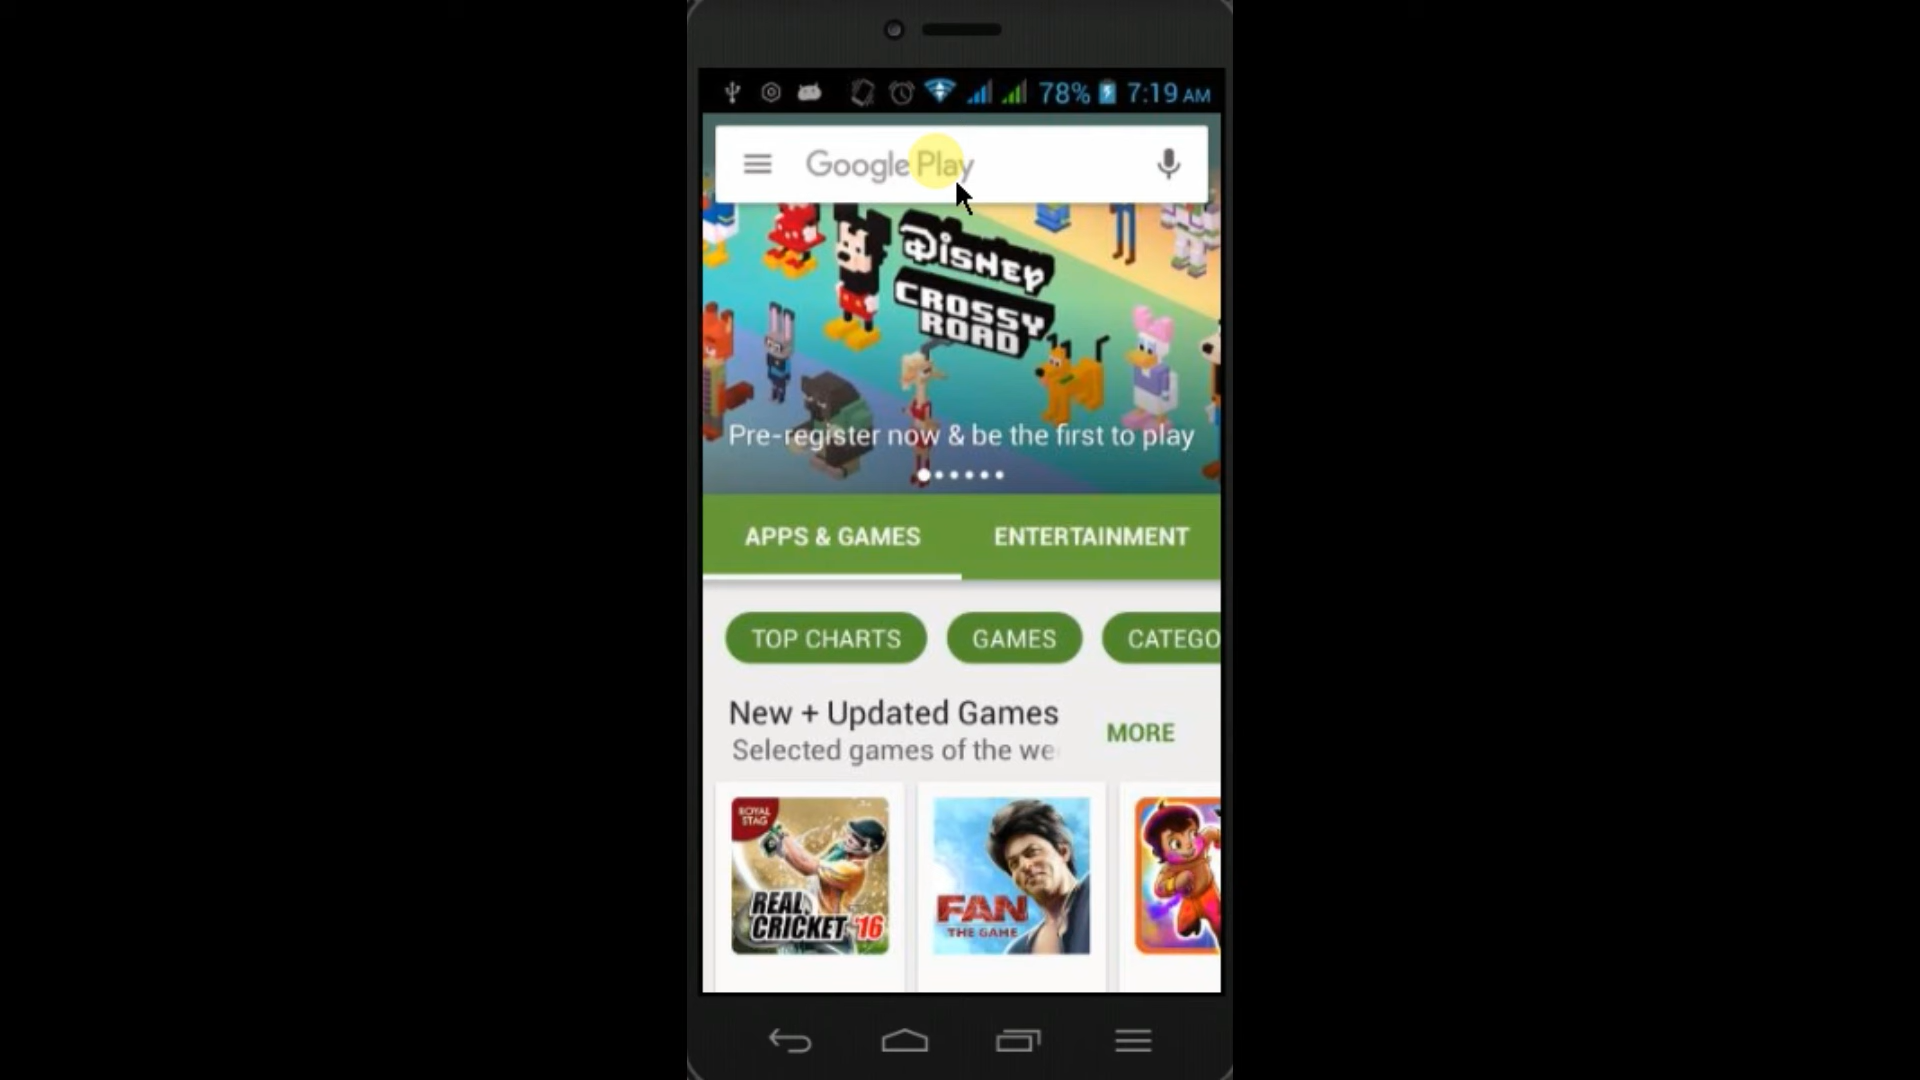 78% 7:19 AM
Google Play
Disney
CROSSY
ROAD
Pre-register now & be the first to play
APPS & GAMES ENTERTAINMENT
TOP CHARTS GAMES CATEGO
New + Updated Games
MORE
Selected games of the we
ROYAL
STAG
REAL
CRICKET '16
FAN
THE GAME